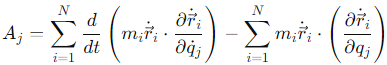 $A_j = \sum_{i=1}^{N} \frac{d}{dt} \left( m_i \dot{\vec{r}}_i \cdot \frac{\partial \dot{\vec{r}}_i}{\partial \dot{q}_j} \right) - \sum_{i=1}^{N} m_i \dot{\vec{r}}_i \cdot \left( \frac{\partial \dot{\vec{r}}_i}{\partial q_j} \right)$